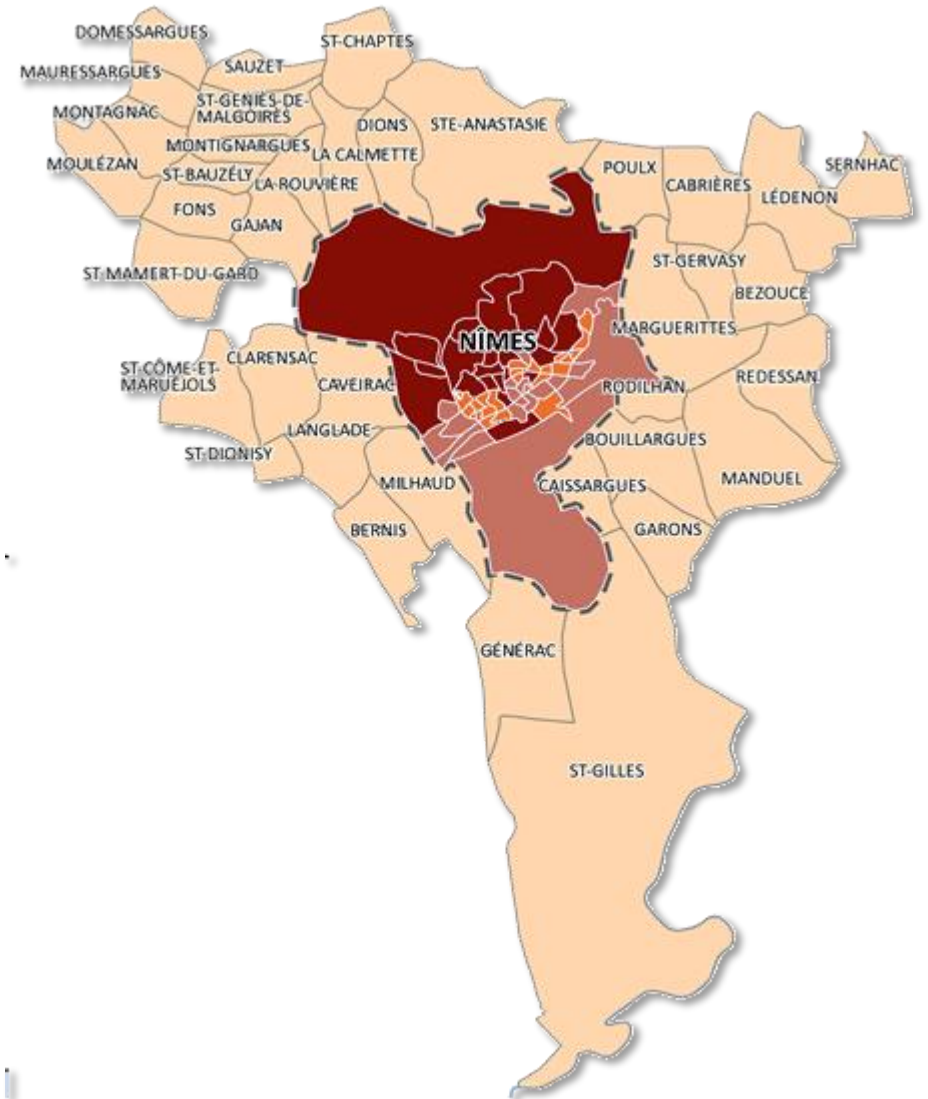 DOMESSARGUES
ST-CHAPTES
MAURESSARGUES
SAUZET
MONTAGNAC
ST-GENIÈS-DE-
MALGOIRÈS
DIONS
STE-ANASTASIE
MONTIGNARGUES
LA CALMETTE
MOULÉZAN
ST-BAUZÉLY
LA ROUVIÈRE
POULX
CABRIÈRES
SERNHAC
LÉDENON
FONS
GAJAN
ST-MAMERT-DU-GARD
ST-GERVASY
BEZOUCE
NÎMES
MARGUERITTES
ST-CÔME-ET-
MARUÉJOLS
CLARENSAC
CAVEIRAC
RODILHAN
REDESSAN
LANGLADE
ST-DIONISY
BOUILLARGUES
MILHAUD
CAISSARGUES
MANDUEL
BERNIS
GARONS
GÉNÉRAC
ST-GILLES